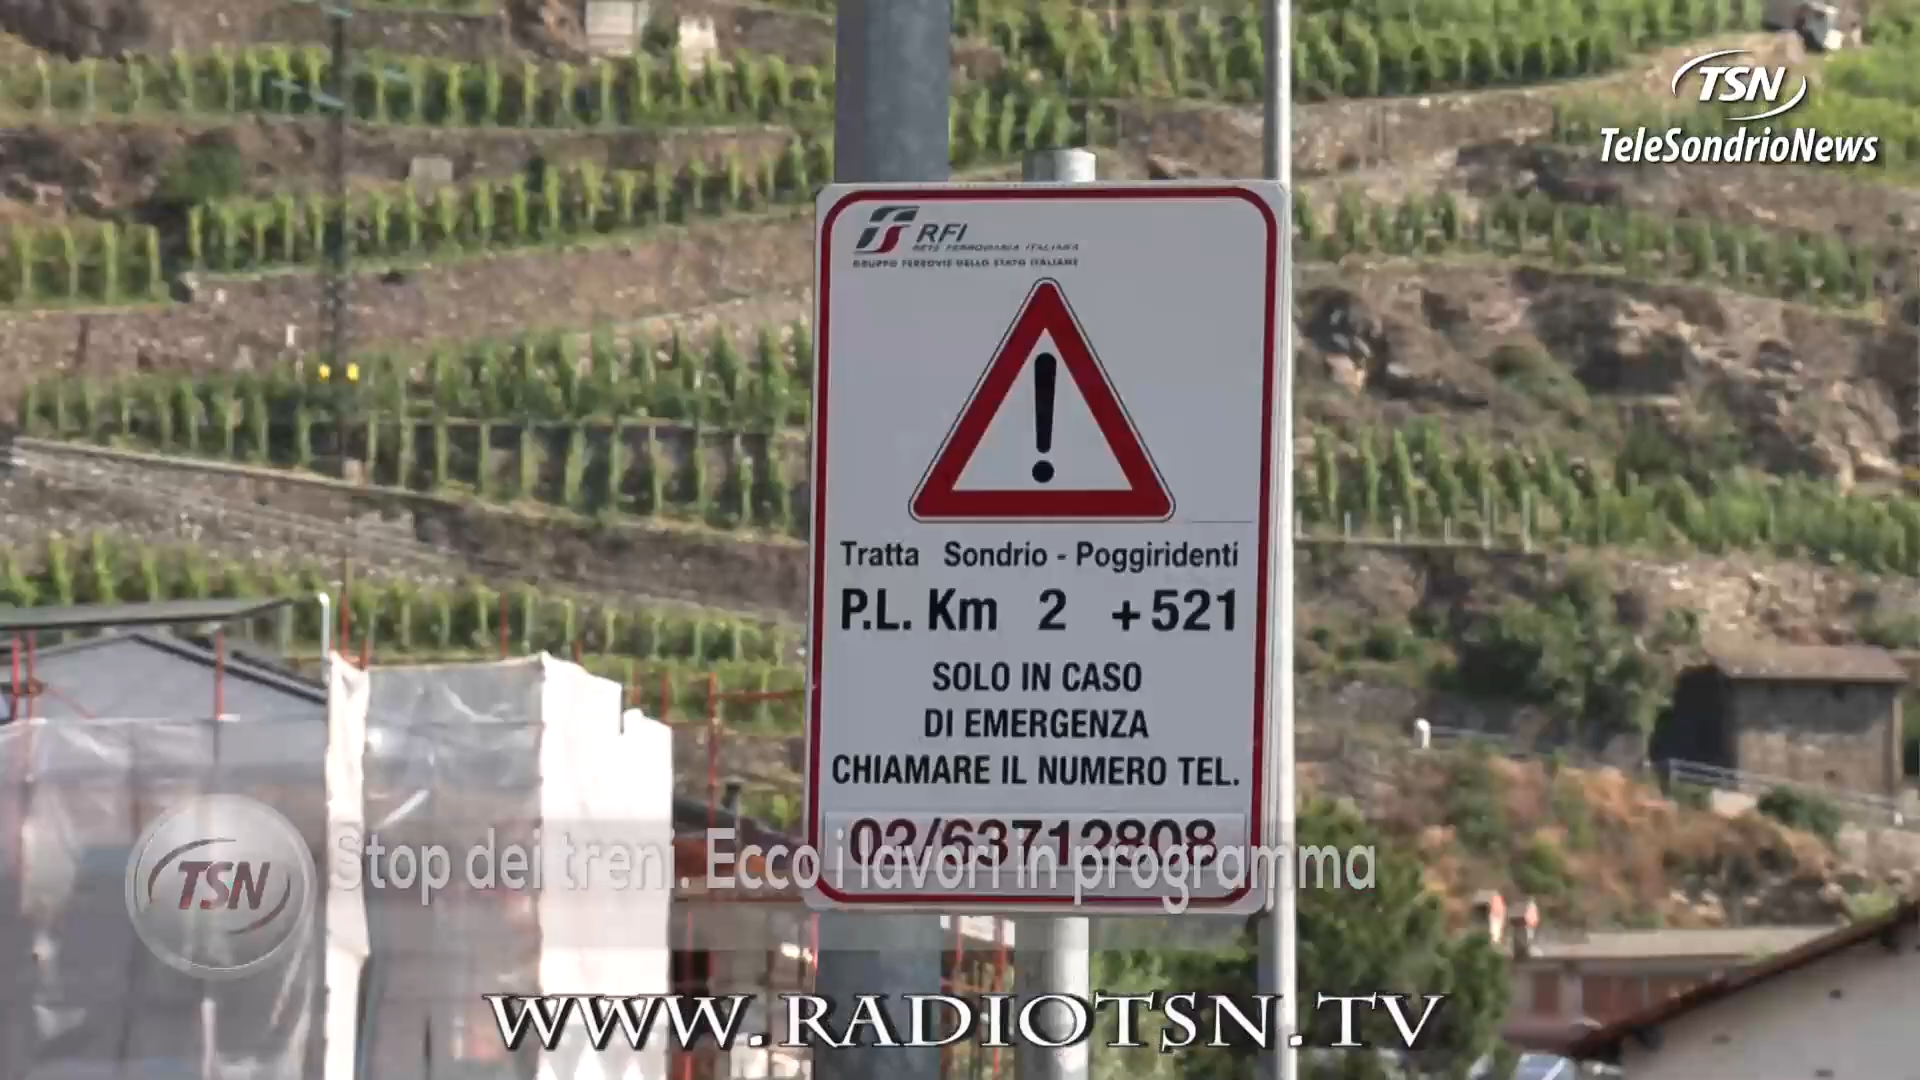 TSN
TeleSondrioNews
RFI
RETE FERROVIARIA ITALIANA
GRUPPO FERROVIE DELLO STATO ITALIANE
Tratta Sondrio - Poggiridenti
P.L. Km 2 +521
SOLO IN CASO
DI EMERGENZA
CHIAMARE IL NUMERO TEL.
02/63712808
TSN
Stop dei treni. Ecco i lavori in programma
WWW.RADIOTSN.TV